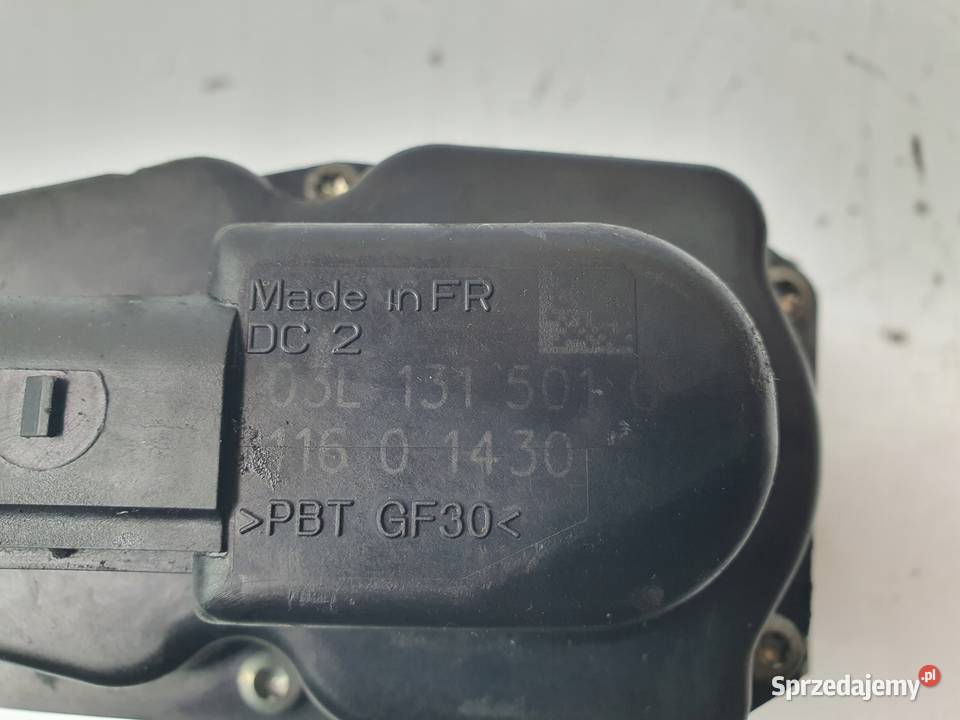 Made in FR
DC 2
03L 131 501
116 0 1430
>PBT GF30<
Sprzedajemy.pl